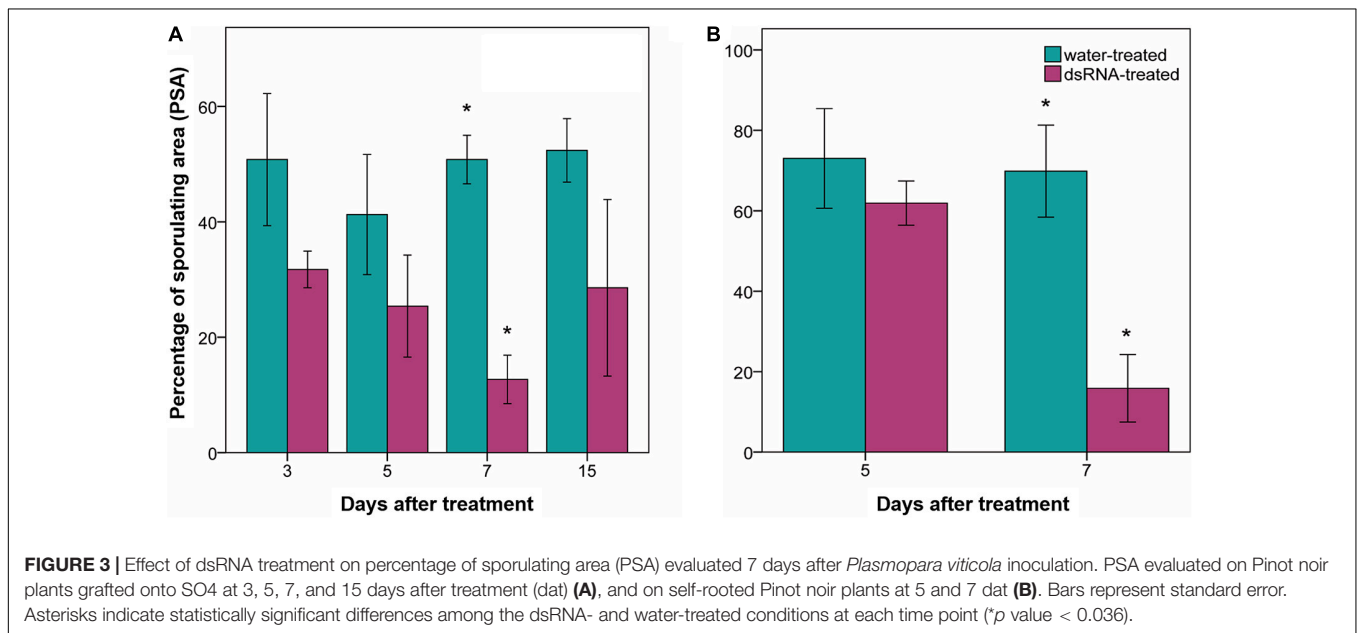 A
Percentage of sporulating area (PSA)
60
40
20
0
*
*
3 5 7 15
Days after treatment
B
100
80
60
40
20
0
water-treated
dsRNA-treated
*
*
5 7
Days after treatment
FIGURE 3 | Effect of dsRNA treatment on percentage of sporulating area (PSA) evaluated 7 days after Plasmopara viticola inoculation. PSA evaluated on Pinot noir
plants grafted onto SO4 at 3, 5, 7, and 15 days after treatment (dat) (A), and on self-rooted Pinot noir plants at 5 and 7 dat (B). Bars represent standard error.
Asterisks indicate statistically significant differences among the dsRNA- and water-treated conditions at each time point (*p value < 0.036).